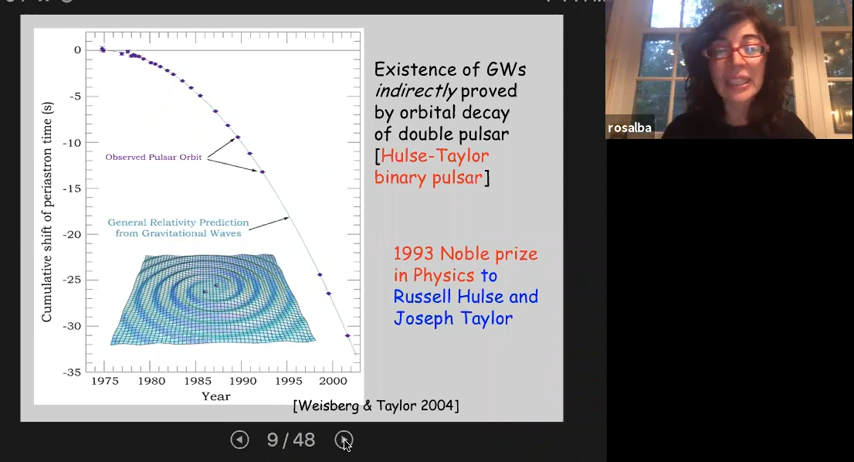 0
-5
-10
-15
-20
-25
-30
-35
Cumulative shift of periastron time (s)
Observed Pulsar Orbit
General Relativity Prediction
from Gravitational Waves
1975 1980 1985 1990 1995 2000
Year
Existence of GWs
indirectly proved
by orbital decay
of double pulsar
[Hulse-Taylor
binary pulsar]
1993 Noble prize
in Physics to
Russell Hulse and
Joseph Taylor
[Weisberg & Taylor 2004]
9 / 48
rosalba